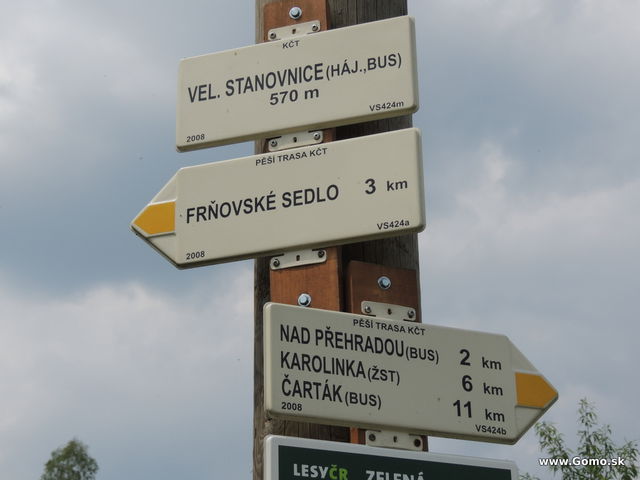 KČT
VEL. STANOVNICE (HÁJ.,BUS)
570 m
2008 VS424m
PĚŠÍ TRASA KČT
FRŇOVSKÉ SEDLO 3 km
2008 VS424a
PĚŠÍ TRASA KČT
NAD PŘEHRADOU (BUS) 2 km
KAROLINKA (ŽST) 6 km
ČARTÁK (BUS) 11 km
2008 VS424b
LESYČR ZELENÁ
www.Gomo.sk